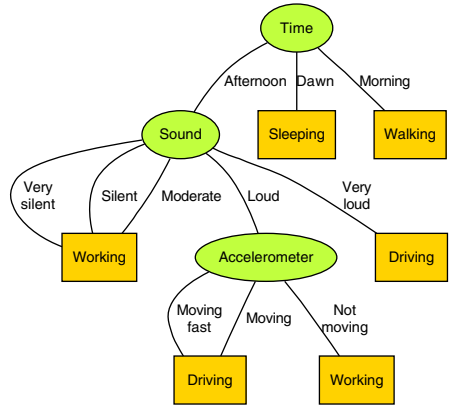 Time
Afternoon
Dawn
Morning
Sound
Sleeping
Walking
Very
silent
Silent
Moderate
Loud
Very
loud
Working
Accelerometer
Driving
Moving
fast
Moving
Not
moving
Driving
Working